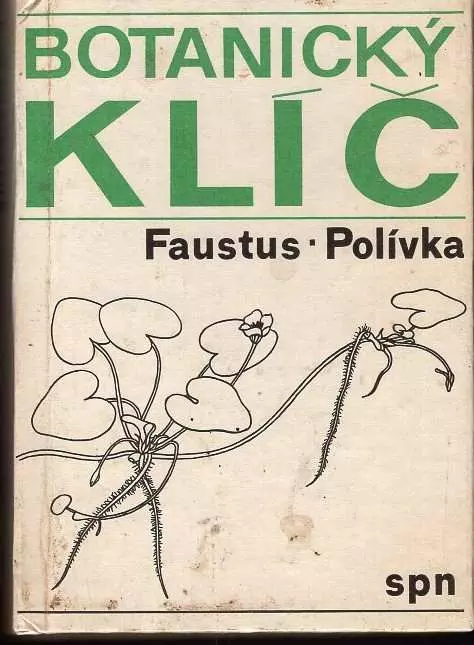 BOTANICKÝ
KLÍČ
Faustus · Polívka
spn